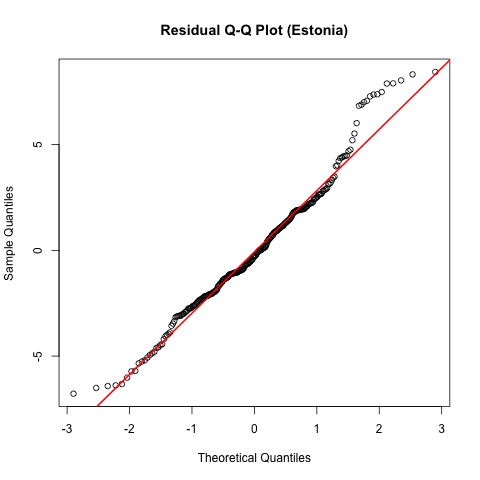 Residual Q-Q Plot (Estonia)
Sample Quantiles
5
0
-5
-3 -2 -1 0 1 2 3
Theoretical Quantiles